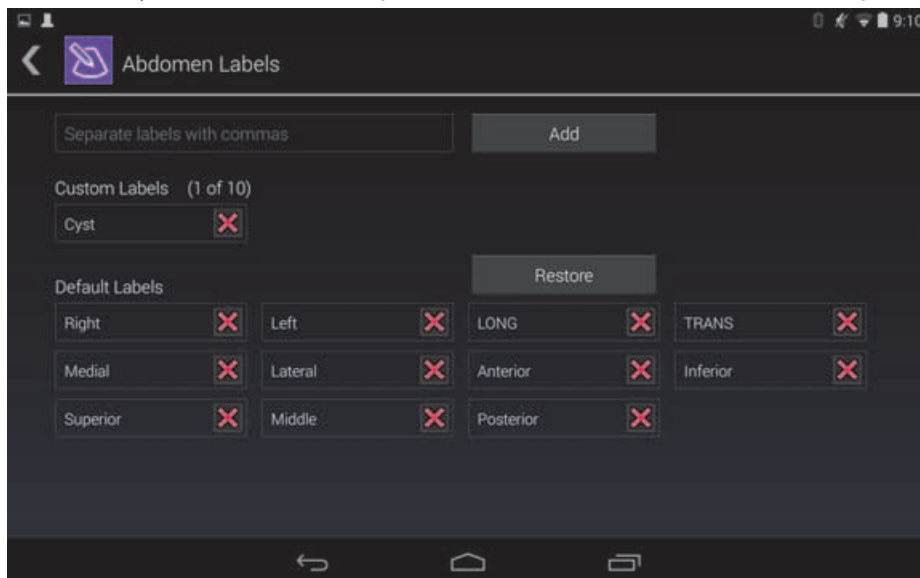 9:10
Abdomen Labels
Separate labels with commas
Add
Custom Labels (1 of 10)
Cyst
Restore
Default Labels
Right Left LONG TRANS
Medial Lateral Anterior Inferior
Superior Middle Posterior